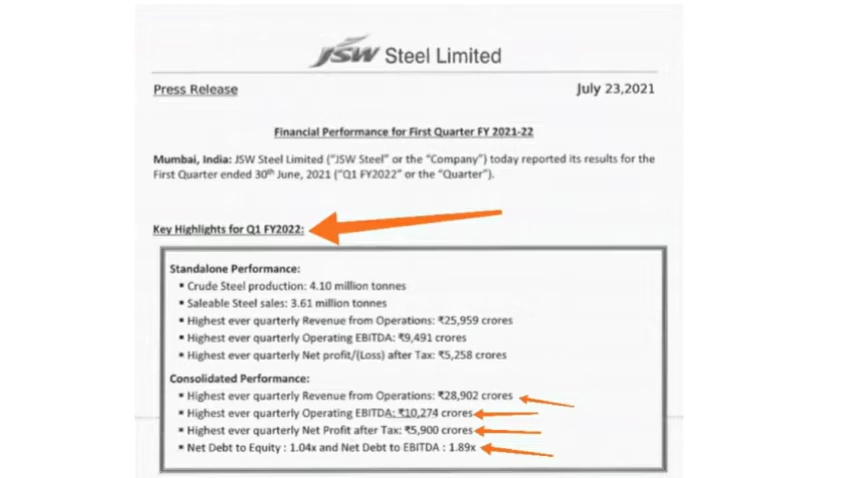 JSW Steel Limited
Press Release
July 23,2021
Financial Performance for First Quarter FY 2021-22
Mumbai, India: JSW Steel Limited ("JSW Steel" or the "Company") today reported its results for the
First Quarter ended 30th June, 2021 ("Q1 FY2022" or the "Quarter").
Key Highlights for Q1 FY2022:
Standalone Performance:
▪ Crude Steel production: 4.10 million tonnes
▪ Saleable Steel sales: 3.61 million tonnes
▪ Highest ever quarterly Revenue from Operations: ₹25,959 crores
▪ Highest ever quarterly Operating EBITDA: ₹9,491 crores
▪ Highest ever quarterly Net profit/(Loss) after Tax: ₹5,258 crores
Consolidated Performance:
▪ Highest ever quarterly Revenue from Operations: ₹28,902 crores
▪ Highest ever quarterly Operating EBITDA: ₹10,274 crores
▪ Highest ever quarterly Net Profit after Tax: ₹5,900 crores
▪ Net Debt to Equity : 1.04x and Net Debt to EBITDA : 1.89x